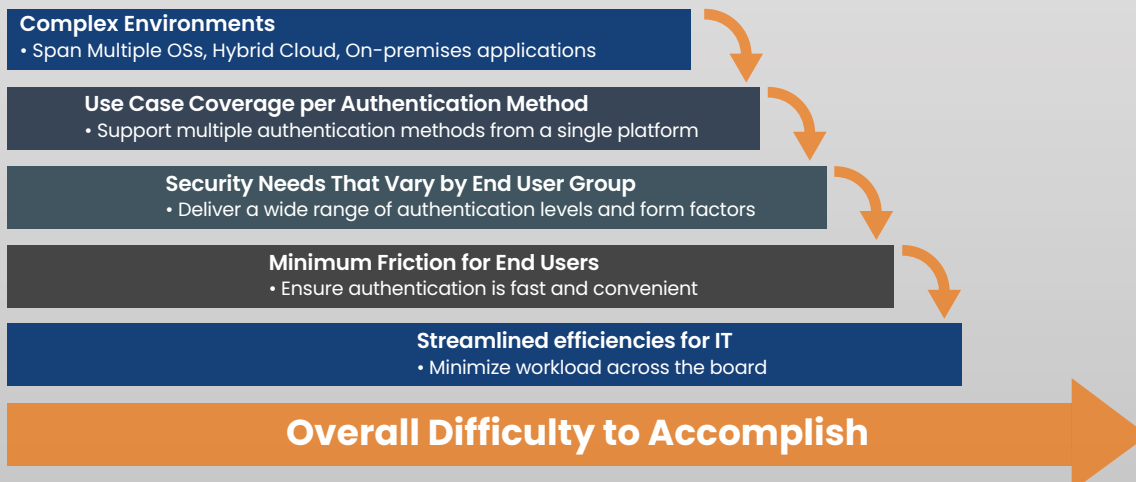 Complex Environments
• Span Multiple OSs, Hybrid Cloud, On-premises applications
Use Case Coverage per Authentication Method
• Support multiple authentication methods from a single platform
Security Needs That Vary by End User Group
• Deliver a wide range of authentication levels and form factors
Minimum Friction for End Users
• Ensure authentication is fast and convenient
Streamlined efficiencies for IT
• Minimize workload across the board
Overall Difficulty to Accomplish